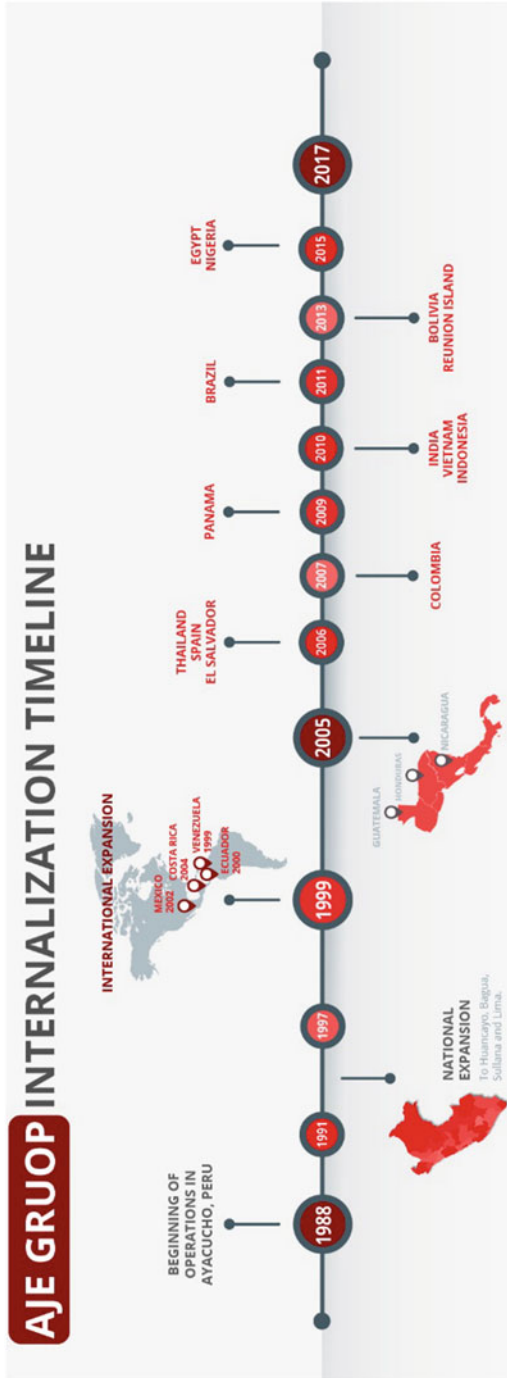 AJE GRUOP INTERNALIZATION TIMELINE
BEGINNING OF
OPERATIONS IN
AYACUCHO, PERU
1988
1991
NATIONAL
EXPANSION
To Huancayo, Bagua,
Sullana and Lima.
1997
INTERNATIONAL EXPANSION
MEXICO
2002
COSTA RICA
2004
VENEZUELA
1999
ECUADOR
2000
1999
GUATEMALA
HONDURAS
NICARAGUA
2005
THAILAND
SPAIN
EL SALVADOR
2006
2007
COLOMBIA
PANAMA
2009
2010
INDIA
VIETNAM
INDONESIA
BRAZIL
2011
2013
BOLIVIA
REUNION ISLAND
EGYPT
NIGERIA
2015
2017